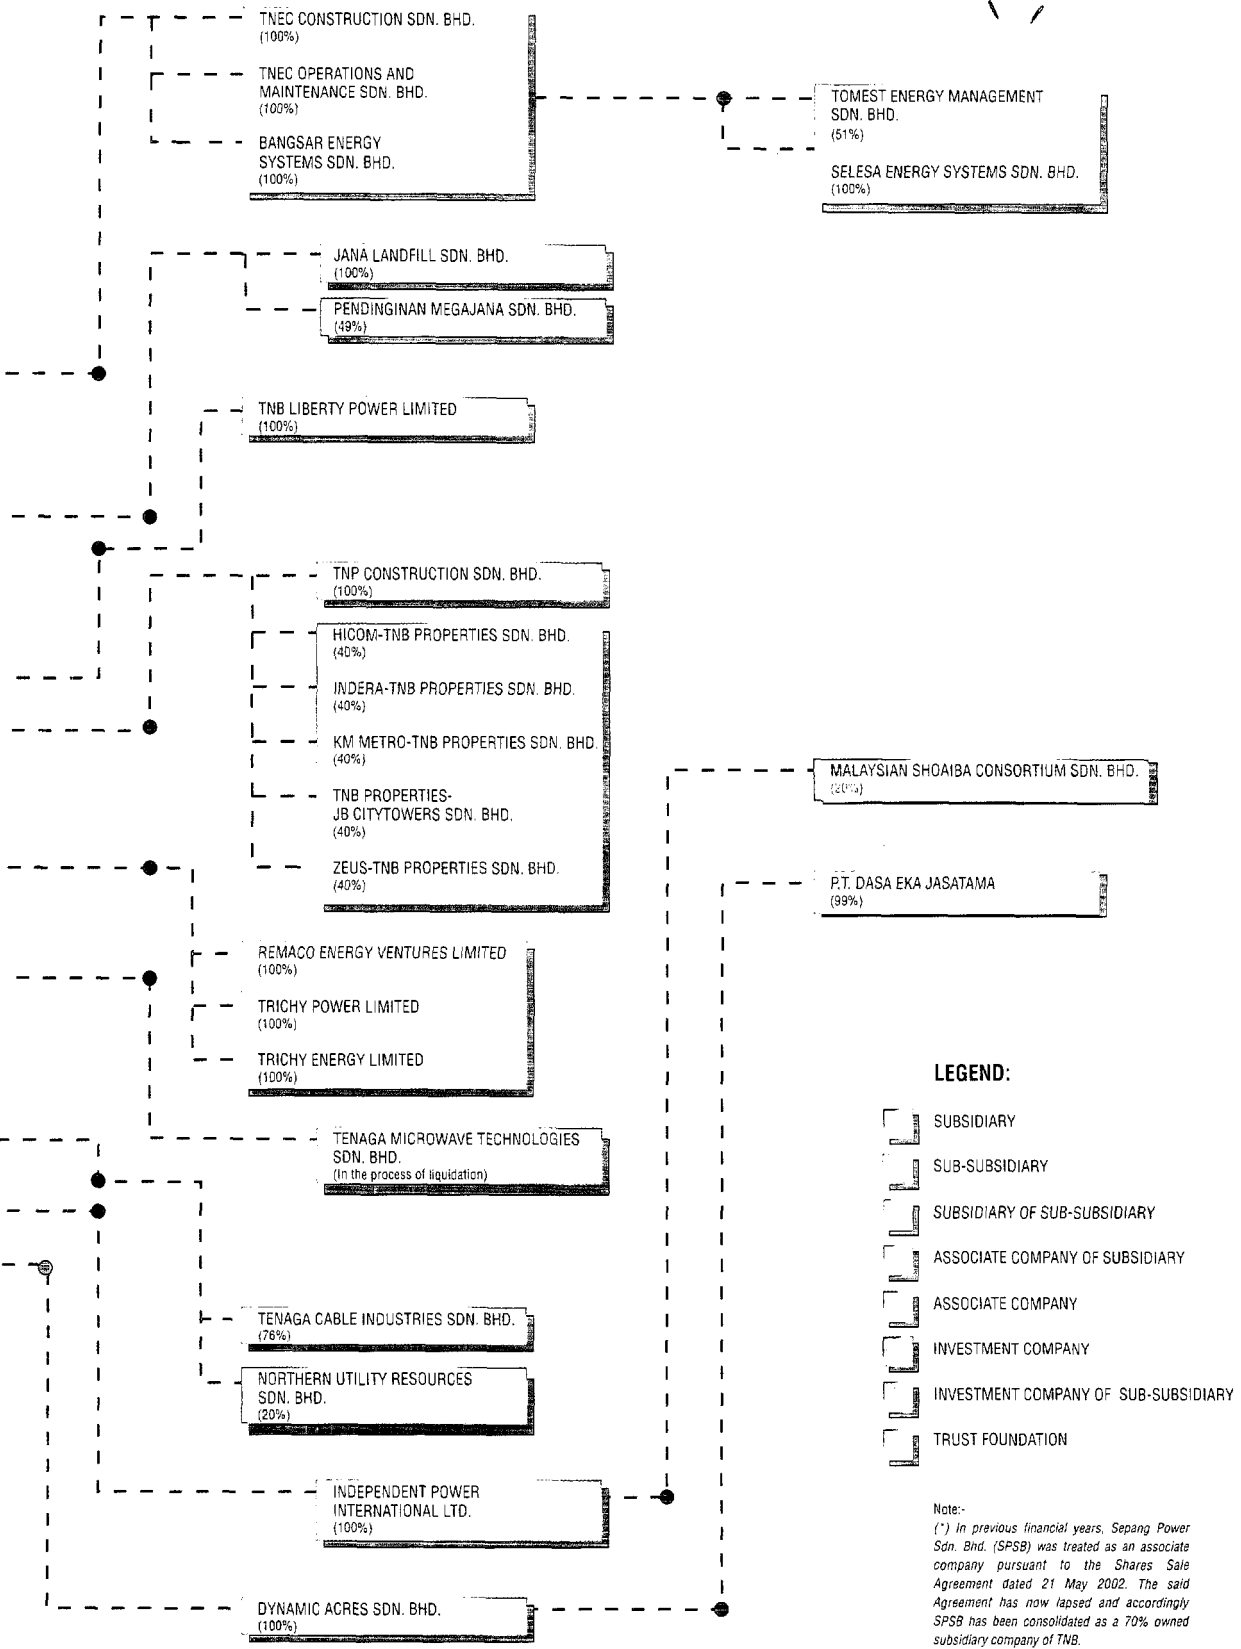 TNEC CONSTRUCTION SDN. BHD.
(100%)
TNEC OPERATIONS AND
MAINTENANCE SDN. BHD.
(100%)
BANGSAR ENERGY
SYSTEMS SDN. BHD.
(100%)
TOMEST ENERGY MANAGEMENT
SDN. BHD.
(51%)
SELESA ENERGY SYSTEMS SDN. BHD.
(100%)
JANA LANDFILL SDN. BHD.
(100%)
PENDINGINAN MEGAJANA SDN. BHD.
(49%)
TNB LIBERTY POWER LIMITED
(100%)
TNP CONSTRUCTION SDN. BHD.
(100%)
HICOM-TNB PROPERTIES SDN. BHD.
(40%)
INDERA-TNB PROPERTIES SDN. BHD.
(40%)
KM METRO-TNB PROPERTIES SDN. BHD.
(40%)
TNB PROPERTIES-
JB CITYTOWERS SDN. BHD.
(40%)
ZEUS-TNB PROPERTIES SDN. BHD.
(40%)
MALAYSIAN SHOAIBA CONSORTIUM SDN. BHD.
(20%)
P.T. DASA EKA JASATAMA
(99%)
REMACO ENERGY VENTURES LIMITED
(100%)
TRICHY POWER LIMITED
(100%)
TRICHY ENERGY LIMITED
(100%)
TENAGA MICROWAVE TECHNOLOGIES
SDN. BHD.
(In the process of liquidation)
TENAGA CABLE INDUSTRIES SDN. BHD.
(76%)
NORTHERN UTILITY RESOURCES
SDN. BHD.
(20%)
INDEPENDENT POWER
INTERNATIONAL LTD.
(100%)
DYNAMIC ACRES SDN. BHD.
(100%)
LEGEND:
SUBSIDIARY
SUB-SUBSIDIARY
SUBSIDIARY OF SUB-SUBSIDIARY
ASSOCIATE COMPANY OF SUBSIDIARY
ASSOCIATE COMPANY
INVESTMENT COMPANY
INVESTMENT COMPANY OF SUB-SUBSIDIARY
TRUST FOUNDATION
Note:-
(*) In previous financial years, Sepang Power
Sdn. Bhd. (SPSB) was treated as an associate
company pursuant to the Shares Sale
Agreement dated 21 May 2002. The said
Agreement has now lapsed and accordingly
SPSB has been consolidated as a 70% owned
subsidiary company of TNB.